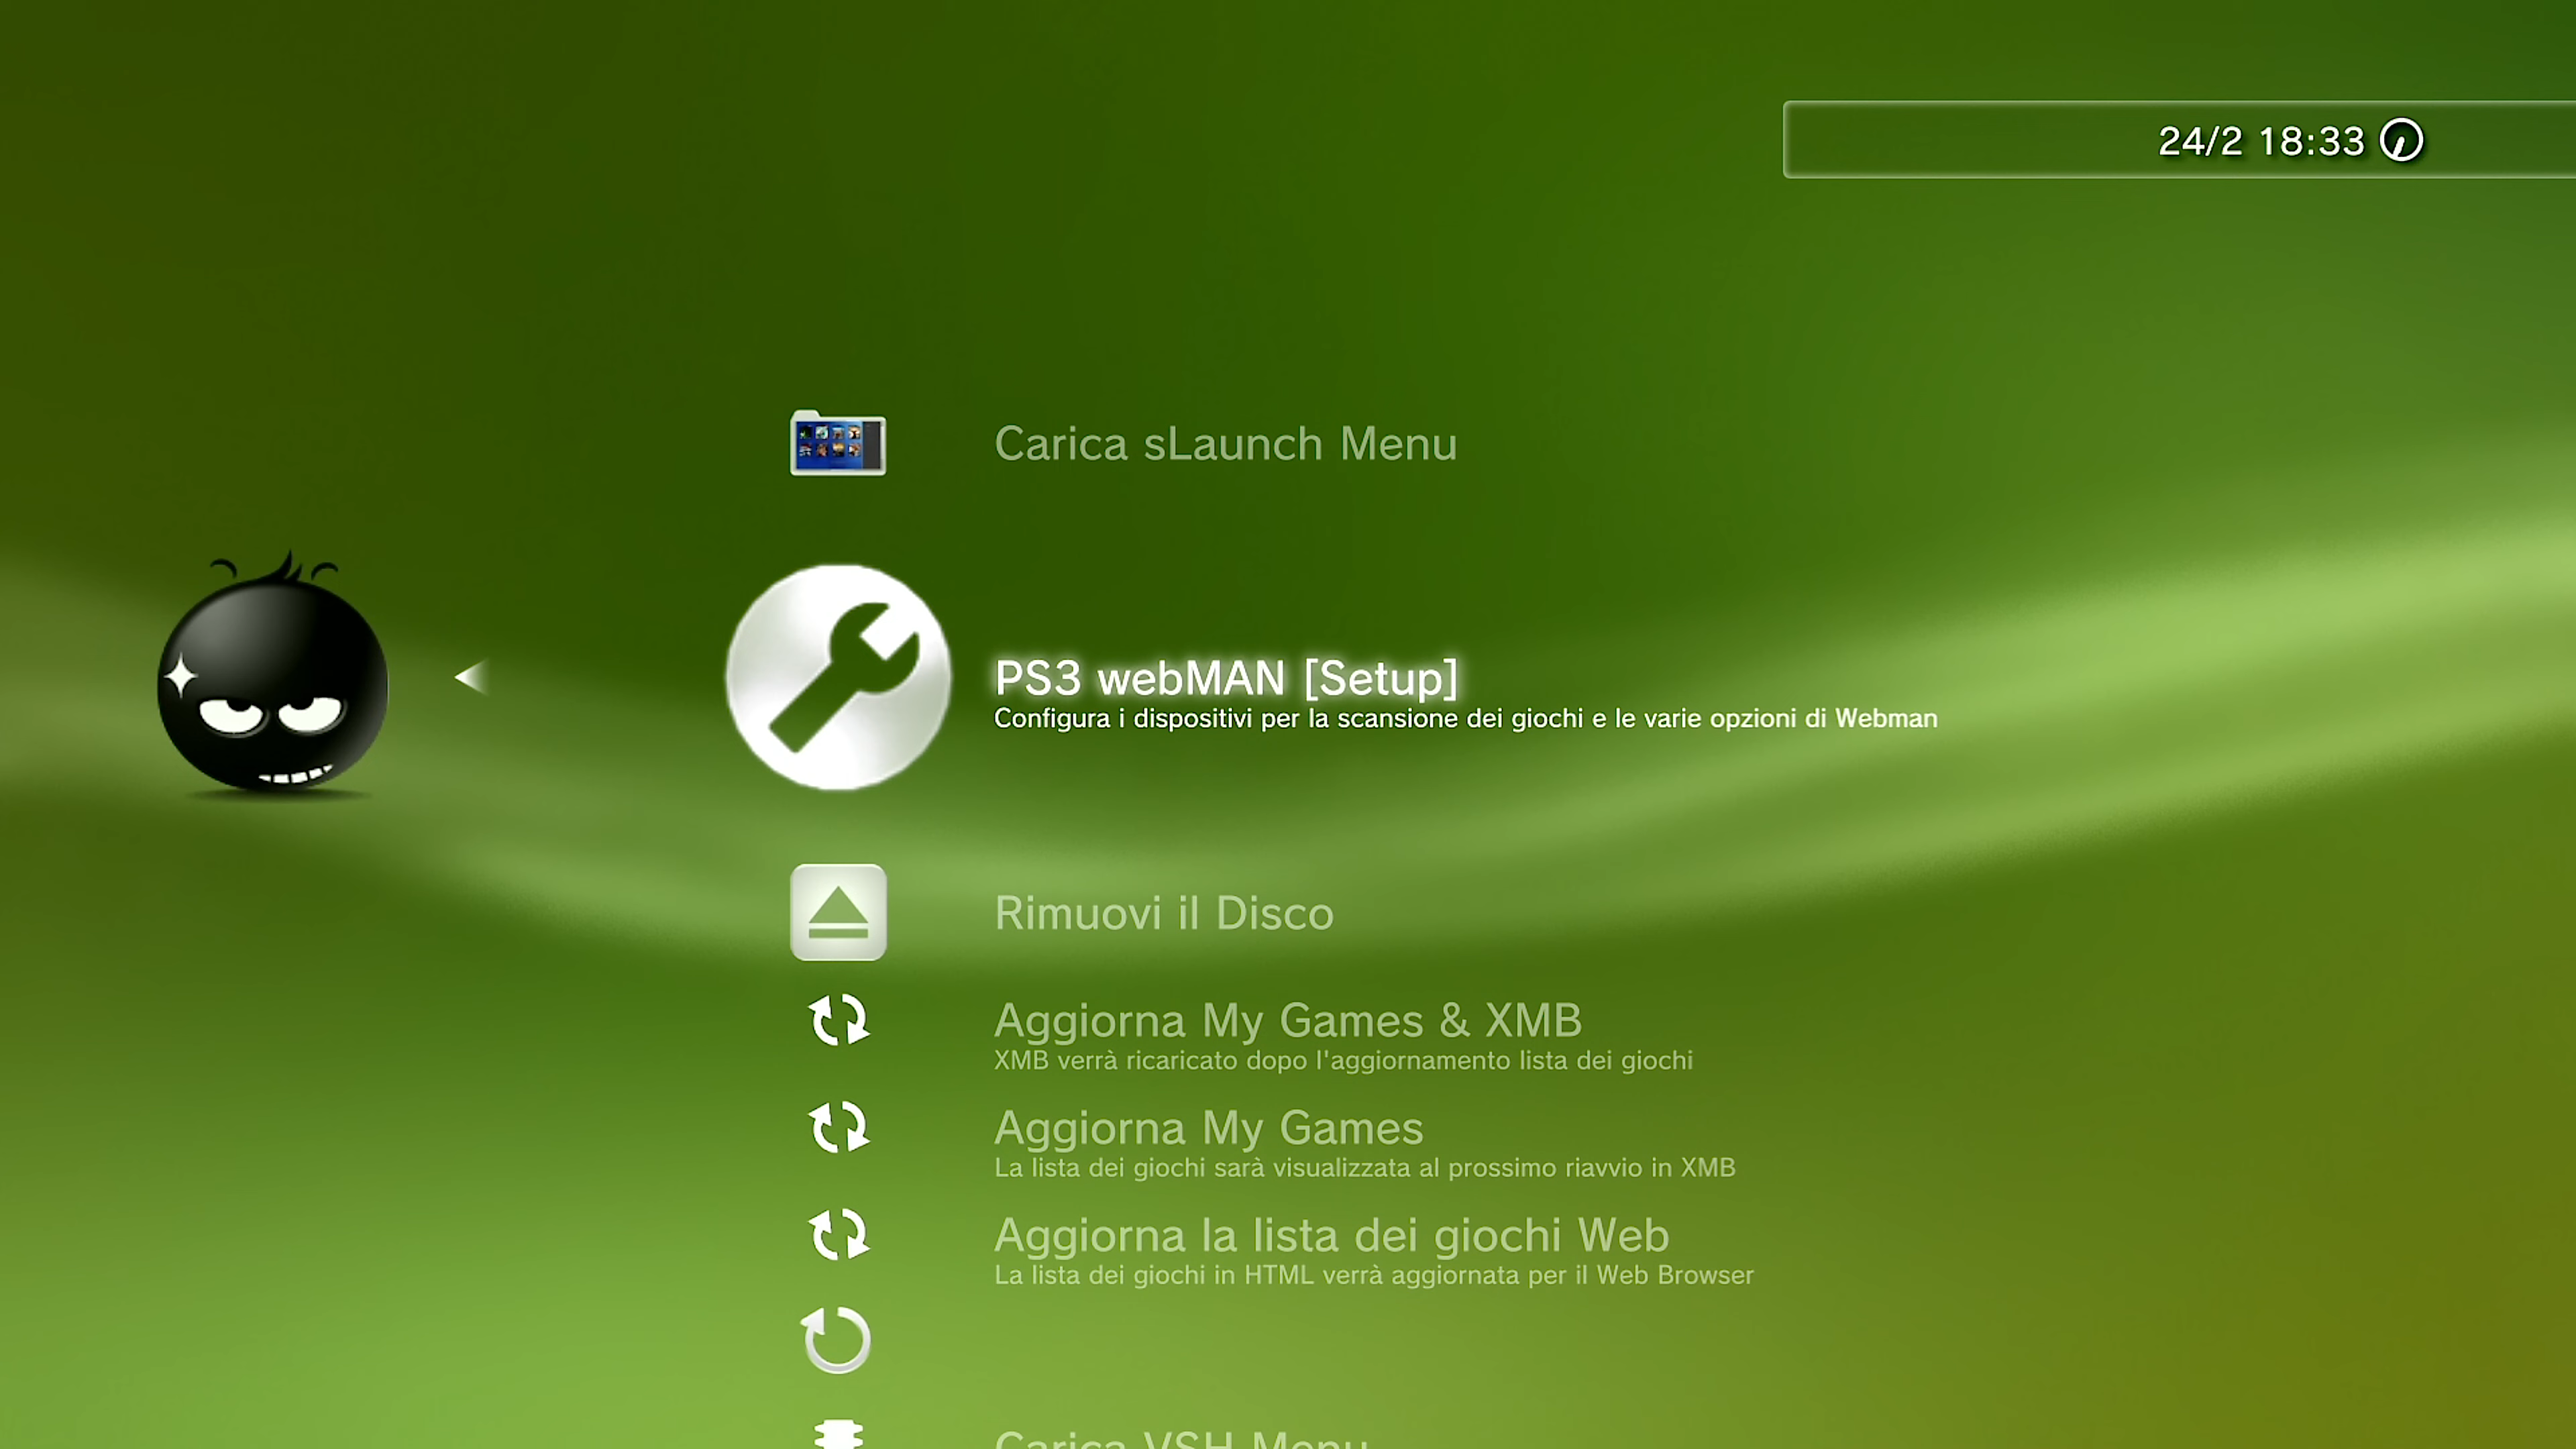 24/2 18:33
Carica sLaunch Menu
PS3 webMAN [Setup]
Configura i dispositivi per la scansione dei giochi e le varie opzioni di Webman
Rimuovi il Disco
Aggiorna My Games & XMB
XMB verrà ricaricato dopo l'aggiornamento lista dei giochi
Aggiorna My Games
La lista dei giochi sarà visualizzata al prossimo riavvio in XMB
Aggiorna la lista dei giochi Web
La lista dei giochi in HTML verrà aggiornata per il Web Browser
Carica VSH Menu